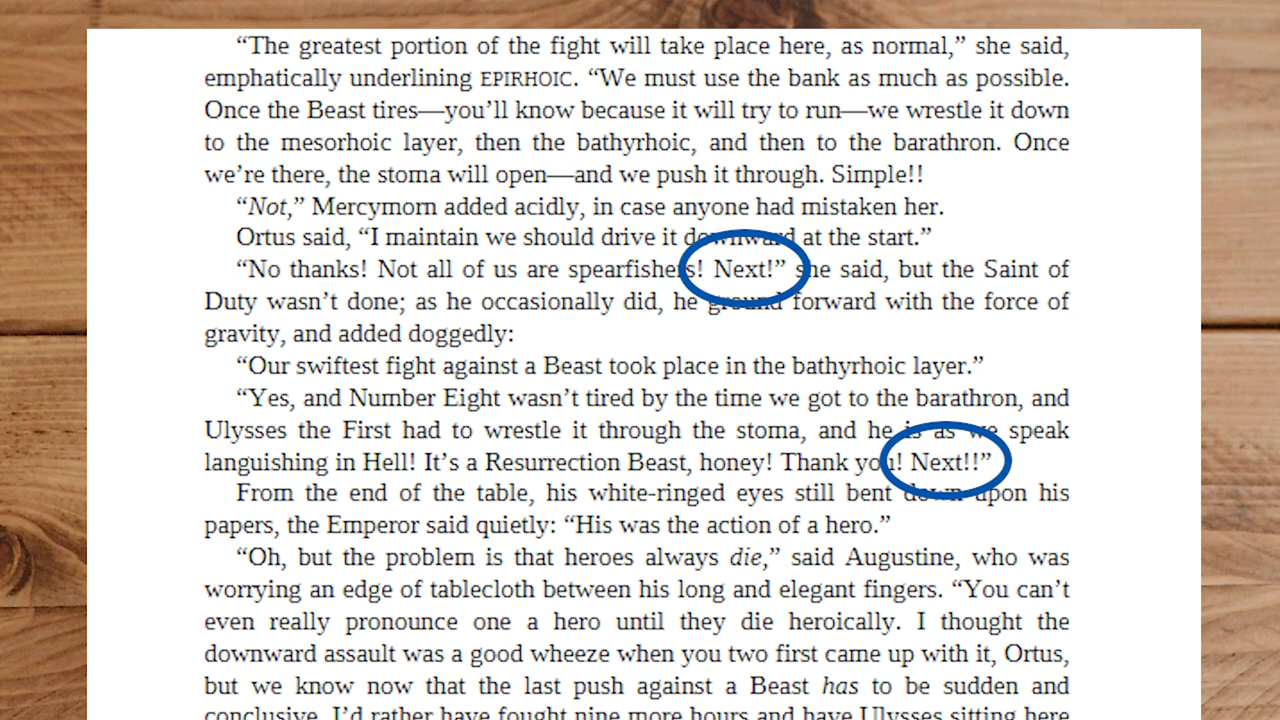 “The greatest portion of the fight will take place here, as normal,” she said,
emphatically underlining EPIRHOIC. “We must use the bank as much as possible.
Once the Beast tires—you’ll know because it will try to run—we wrestle it down
to the mesorhoic layer, then the bathyrhoic, and then to the barathron. Once
we’re there, the stoma will open—and we push it through. Simple!!
“Not,” Mercymorn added acidly, in case anyone had mistaken her.
Ortus said, “I maintain we should drive it downward at the start.”
“No thanks! Not all of us are spearfishers! Next!” she said, but the Saint of
Duty wasn’t done; as he occasionally did, he ground forward with the force of
gravity, and added doggedly:
“Our swiftest fight against a Beast took place in the bathyrhoic layer.”
“Yes, and Number Eight wasn’t tired by the time we got to the barathron, and
Ulysses the First had to wrestle it through the stoma, and he is as we speak
languishing in Hell! It’s a Resurrection Beast, honey! Thank you! Next!!”
From the end of the table, his white-ringed eyes still bent down upon his
papers, the Emperor said quietly: “His was the action of a hero.”
“Oh, but the problem is that heroes always die,” said Augustine, who was
worrying an edge of tablecloth between his long and elegant fingers. “You can’t
even really pronounce one a hero until they die heroically. I thought the
downward assault was a good wheeze when you two first came up with it, Ortus,
but we know now that the last push against a Beast has to be sudden and
conclusive. I’d rather have fought nine more hours and have Ulysses sitting here